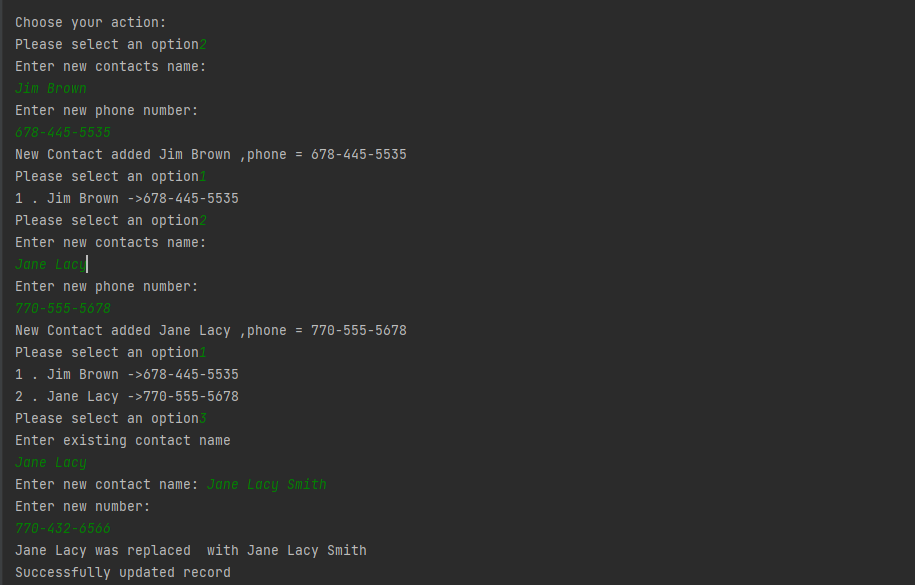 Choose your action:
Please select an option2
Enter new contacts name:
Jim Brown
Enter new phone number:
678-445-5535
New Contact added Jim Brown ,phone = 678-445-5535
Please select an option1
1 . Jim Brown ->678-445-5535
Please select an option2
Enter new contacts name:
Jane Lacy
Enter new phone number:
770-555-5678
New Contact added Jane Lacy ,phone = 770-555-5678
Please select an option1
1 . Jim Brown ->678-445-5535
2 . Jane Lacy ->770-555-5678
Please select an option3
Enter existing contact name
Jane Lacy
Enter new contact name: Jane Lacy Smith
Enter new number:
770-432-6566
Jane Lacy was replaced  with Jane Lacy Smith
Successfully updated record